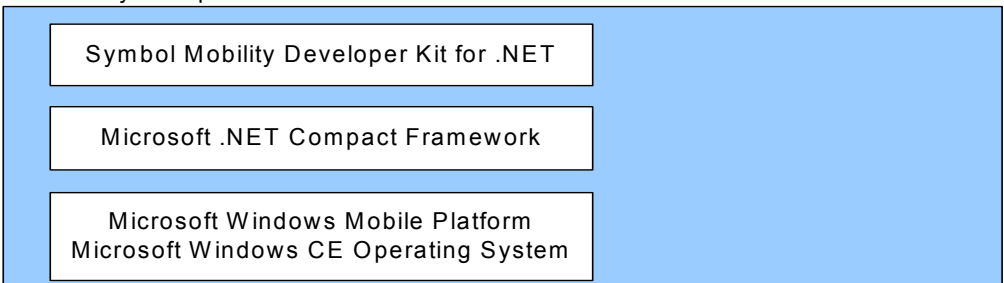 Symbol Mobility Developer Kit for .NET
Microsoft .NET Compact Framework
Microsoft Windows Mobile Platform
Microsoft Windows CE Operating System